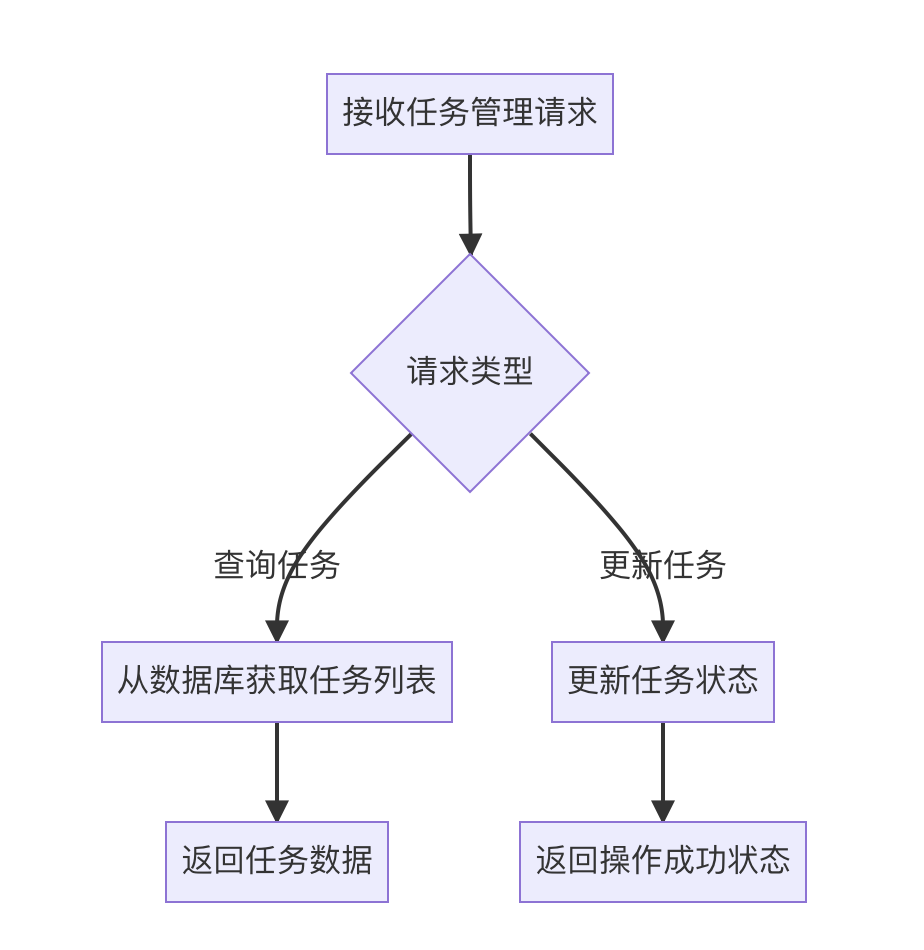 接收任务管理请求
请求类型
查询任务
更新任务
从数据库获取任务列表
更新任务状态
返回任务数据
返回操作成功状态